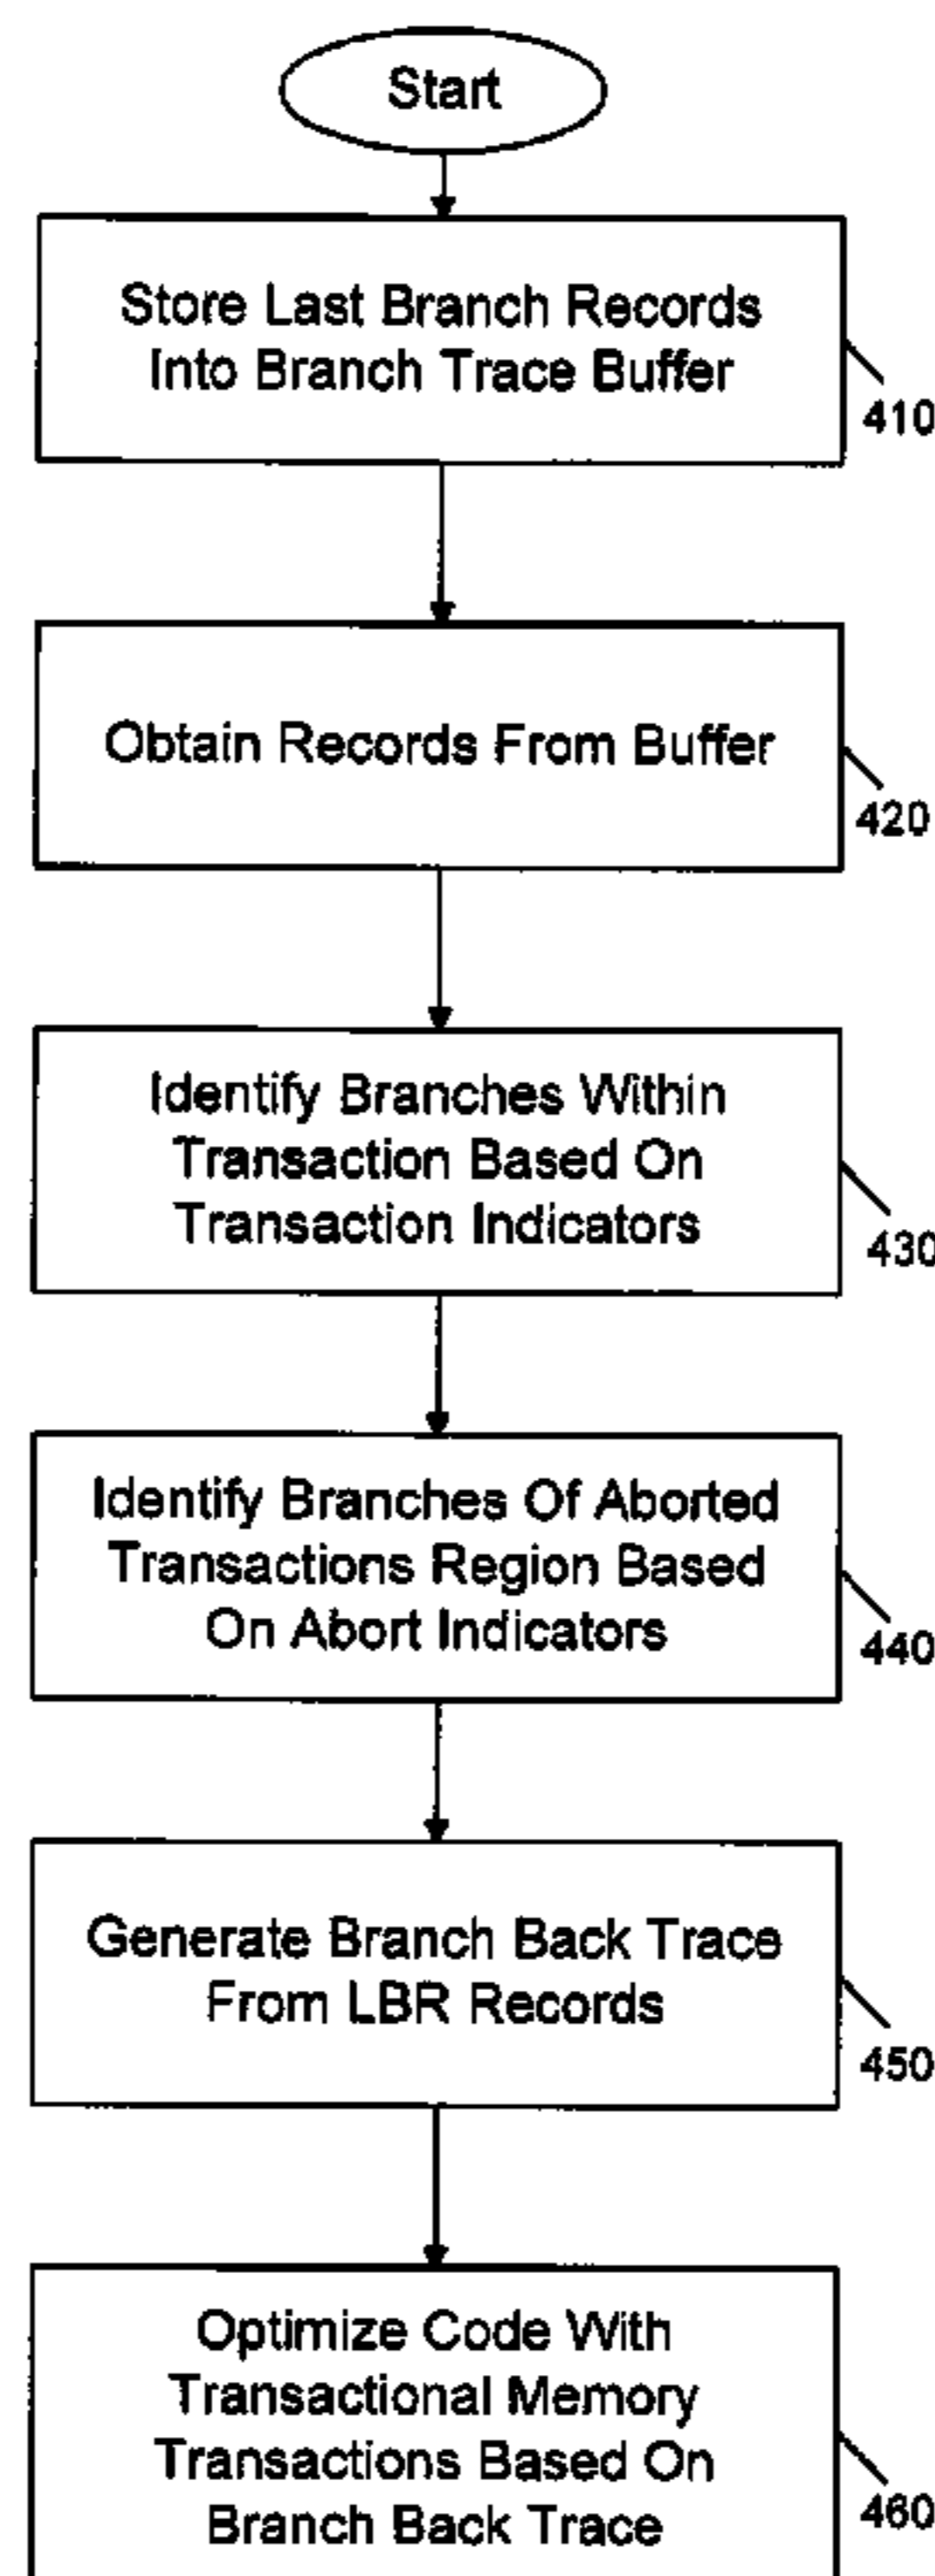 Start
Store Last Branch Records
Into Branch Trace Buffer
410
Obtain Records From Buffer
420
Identify Branches Within
Transaction Based On
Transaction Indicators
430
Identify Branches Of Aborted
Transactions Region Based
On Abort Indicators
440
Generate Branch Back Trace
From LBR Records
450
Optimize Code With
Transactional Memory
Transactions Based On
Branch Back Trace
460